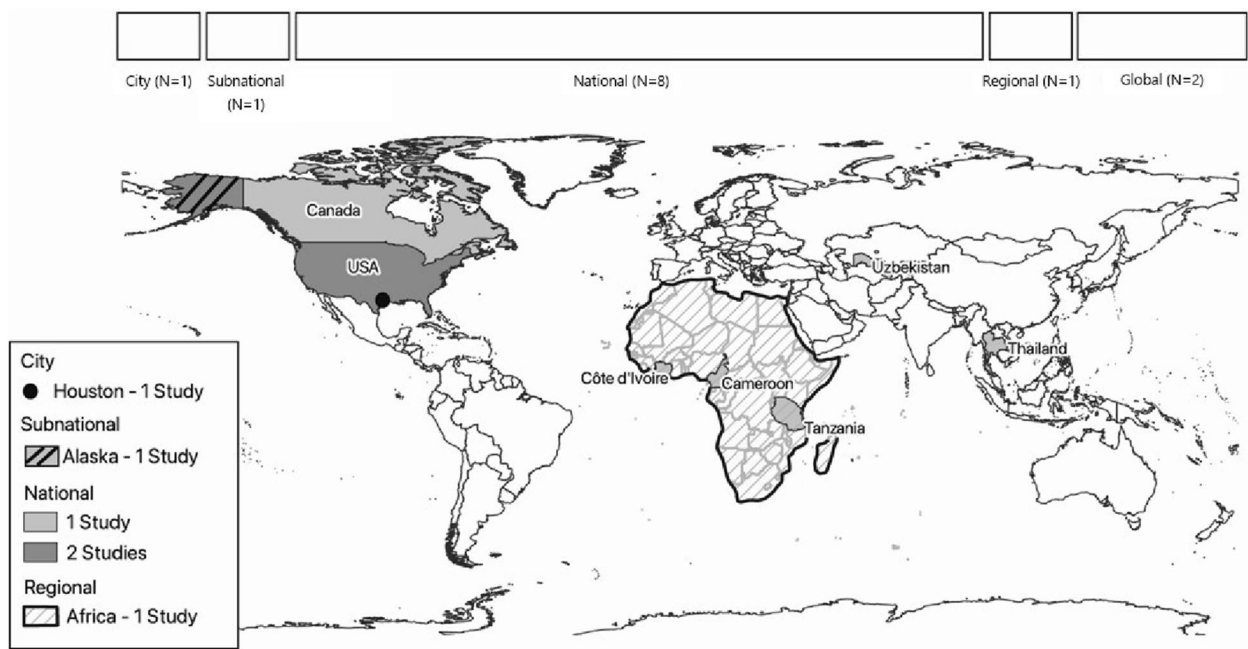 City (N=1)
Subnational
(N=1)
National (N=8)
Regional (N=1)
Global (N=2)
Canada
USA
Uzbekistan
Thailand
Côte d'Ivoire
Cameroon
Tanzania
City
Houston - 1 Study
Subnational
Alaska - 1 Study
National
1 Study
2 Studies
Regional
Africa - 1 Study